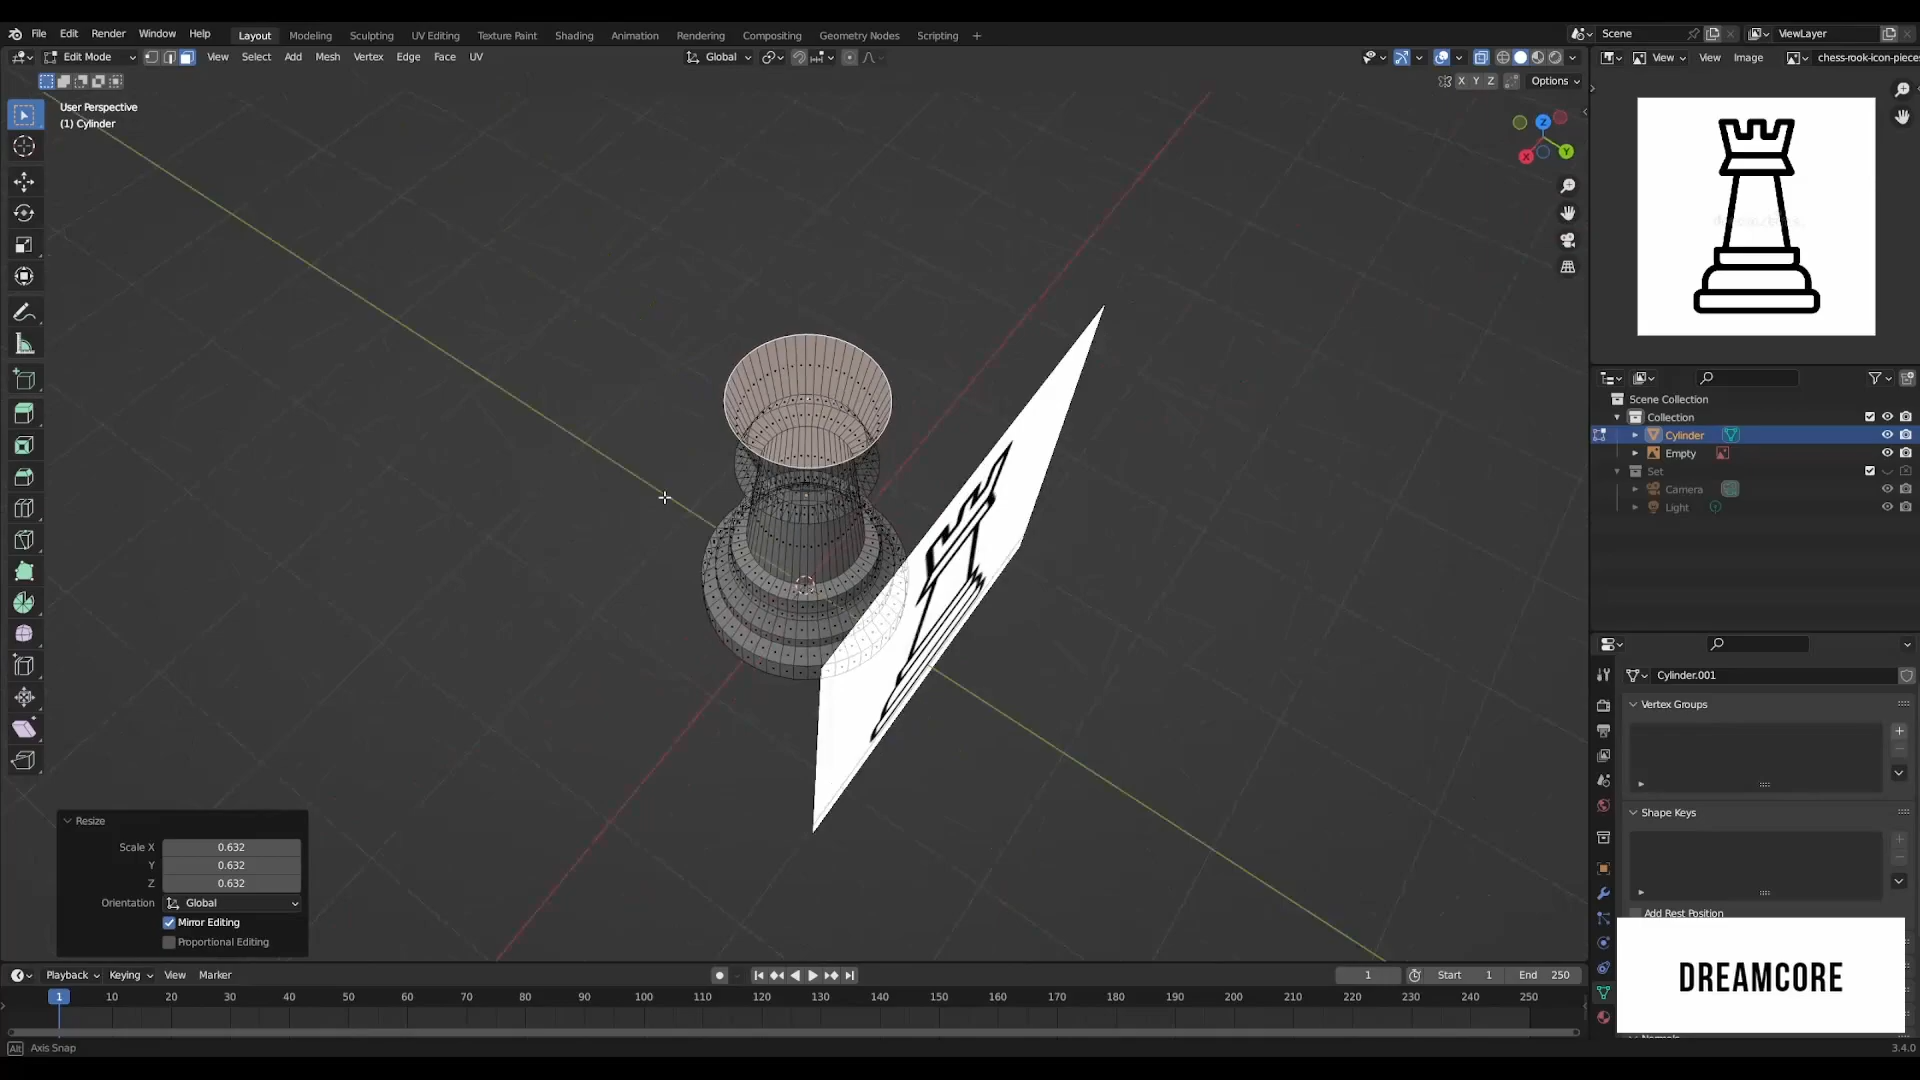 File Edit Render Window Help Layout Modeling Sculpting UV Editing Texture Paint Shading Animation Rendering Compositing Geometry Nodes Scripting + Scene ViewLayer
Edit Mode View Select Add Mesh Vertex Edge Face UV Global View View Image chess-rook-icon-pieces
X Y Z Options
User Perspective
(1) Cylinder
Z
Y
X
Scene Collection
Collection
Cylinder
Empty
Set
Camera
Light
Cylinder.001
Vertex Groups
Shape Keys
Add Rest Position
Resize
Scale X 0.632
Y 0.632
Z 0.632
Orientation Global
Mirror Editing
Proportional Editing
DREAMCORE
Playback Keying View Marker 1 Start 1 End 250
1 10 20 30 40 50 60 70 80 90 100 110 120 130 140 150 160 170 180 190 200 210 220 230 240 250
Alt Axis Snap 3.4.0